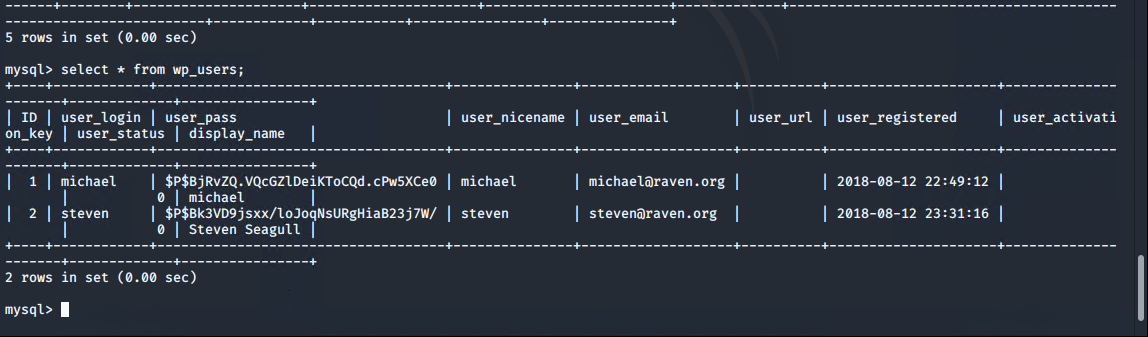 ------+--------+----------------------+---------------------+------------------------+-------------+-----------------------------------------
-------------------------+------------+-----------+----------------+----------------+
5 rows in set (0.00 sec)
mysql> select * from wp_users;
+----+------------+------------------------------------+---------------+-------------------+----------+---------------------+--------------
-------+-------------+----------------+
| ID | user_login | user_pass                          | user_nicename | user_email        | user_url | user_registered     | user_activati
on_key | user_status | display_name   |
+----+------------+------------------------------------+---------------+-------------------+----------+---------------------+--------------
-------+-------------+----------------+
|  1 | michael    | $P$BjRvZQ.VQcGZlDeiKToCQd.cPw5XCe0 | michael       | michael@raven.org |          | 2018-08-12 22:49:12 |
       |           0 | michael        |
|  2 | steven     | $P$Bk3VD9jsxx/loJoqNsURgHiaB23j7W/ | steven        | steven@raven.org  |          | 2018-08-12 23:31:16 |
       |           0 | Steven Seagull |
+----+------------+------------------------------------+---------------+-------------------+----------+---------------------+--------------
-------+-------------+----------------+
2 rows in set (0.00 sec)
mysql>